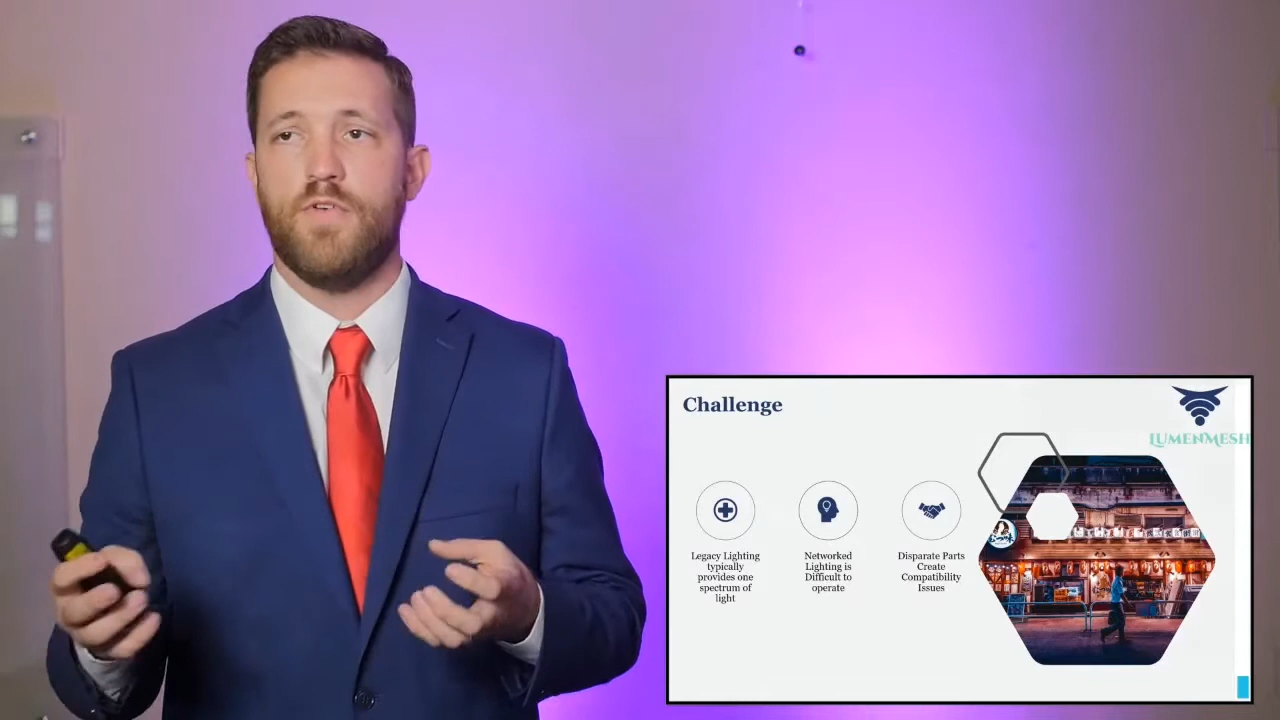 Challenge
LUMENMESH
Legacy Lighting
typically
provides one
spectrum of
light
Networked
Lighting is
Difficult to
operate
Disparate Parts
Create
Compatibility
Issues